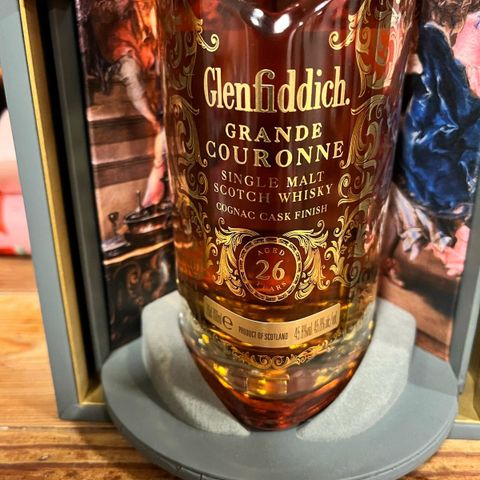 Glenfiddich.
GRANDE
COURONNE
SINGLE MALT
SCOTCH WHISKY
COGNAC CASK FINISH
AGED
26
YEARS
e PRODUCT OF SCOTLAND